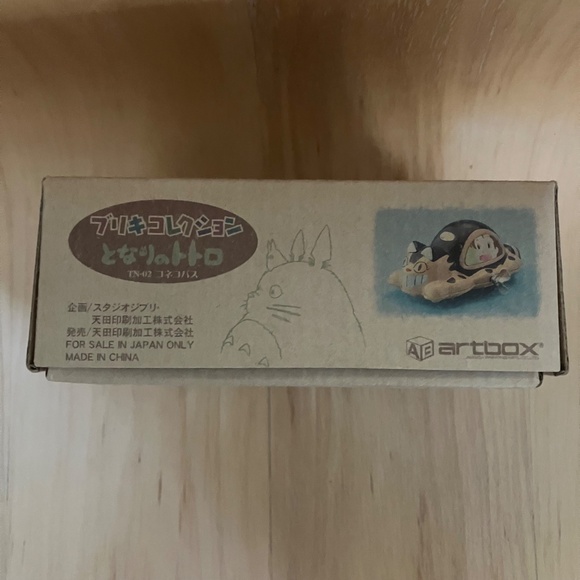 ブリキコレクション
となりのトトロ
TN-02 コネコバス
企画/スタジオジブリ・
天田印刷加工株式会社
発売/天田印刷加工株式会社
FOR SALE IN JAPAN ONLY
MADE IN CHINA
artbox